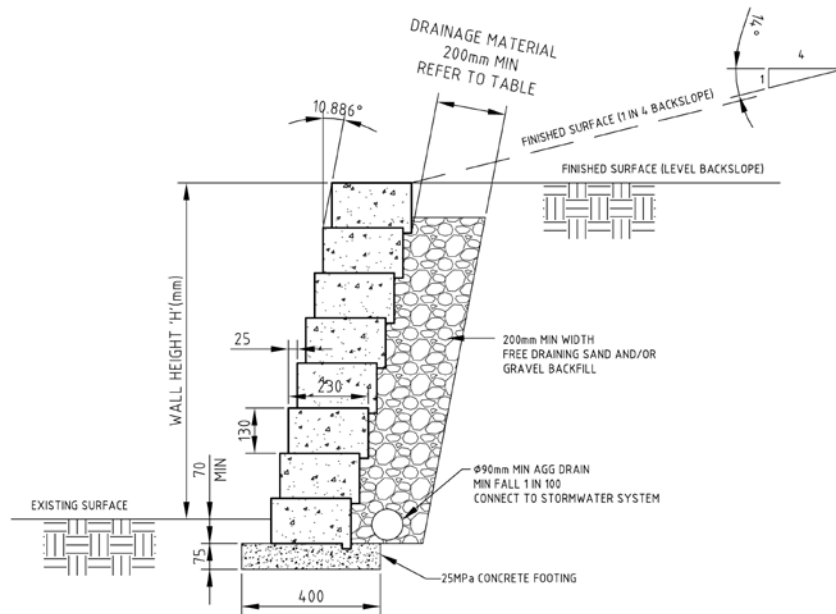 DRAINAGE MATERIAL
200mm MIN
REFER TO TABLE
14°
4
1
10.886°
FINISHED SURFACE (1 IN 4 BACKSLOPE)
FINISHED SURFACE (LEVEL BACKSLOPE)
WALL HEIGHT 'H'(mm)
25
230
200mm MIN WIDTH
FREE DRAINING SAND AND/OR
GRAVEL BACKFILL
130
70
MIN
Ø90mm MIN AGG DRAIN
MIN FALL 1 IN 100
CONNECT TO STORMWATER SYSTEM
EXISTING SURFACE
75
25MPa CONCRETE FOOTING
400